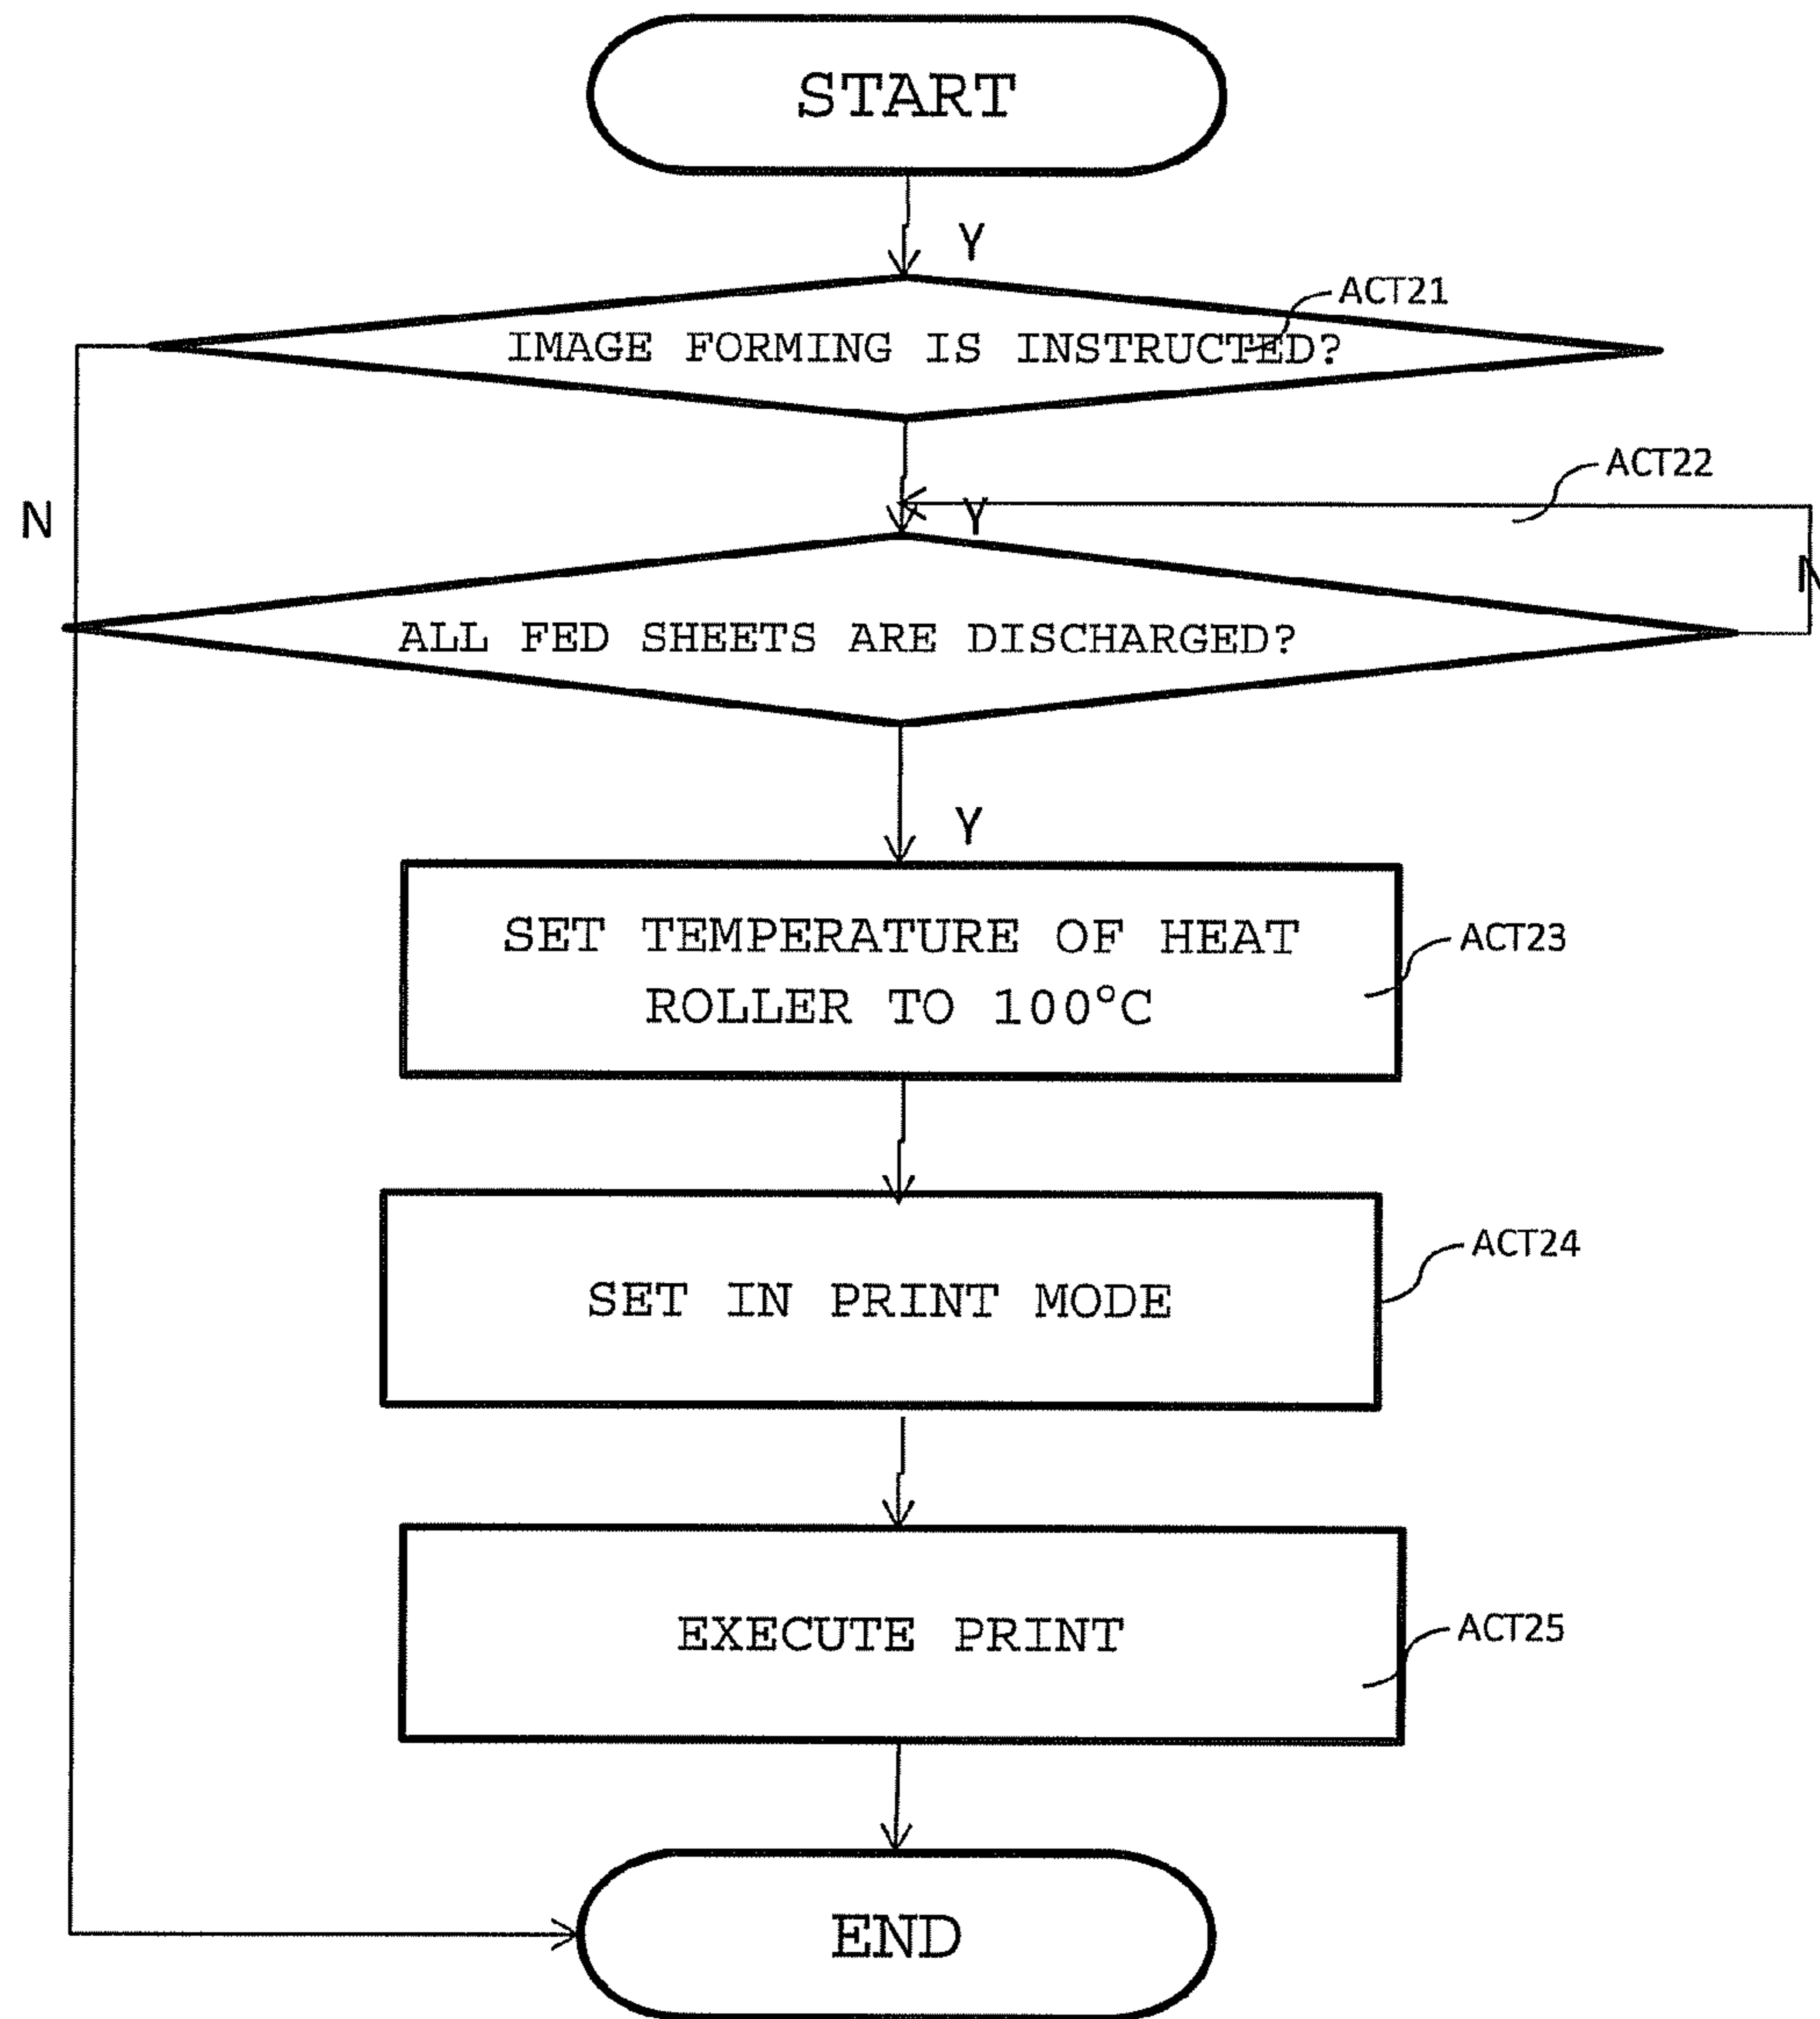 START
Y
ACT21
IMAGE FORMING IS INSTRUCTED?
ACT22
N
Y
N
ALL FED SHEETS ARE DISCHARGED?
Y
SET TEMPERATURE OF HEAT
ROLLER TO 100°C
ACT23
ACT24
SET IN PRINT MODE
EXECUTE PRINT
ACT25
END